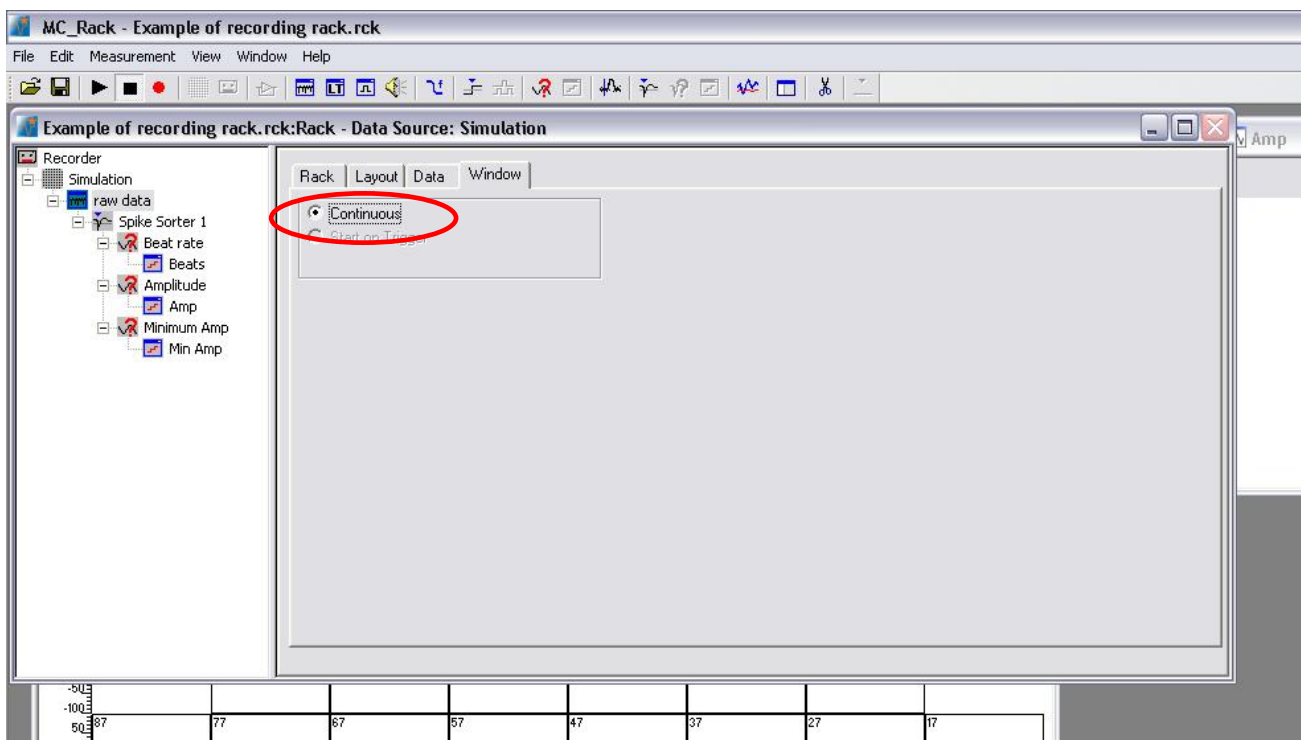 MC_Rack - Example of recording rack.rck
File Edit Measurement View Window Help
LT
Example of recording rack.rck:Rack - Data Source: Simulation
Amp
Recorder
Simulation
raw data
Spike Sorter 1
Beat rate
Beats
Amplitude
Amp
Minimum Amp
Min Amp
Rack Layout Data Window
Continuous
Start on Trigger
-50
-100
50 87 77 67 57 47 37 27 17